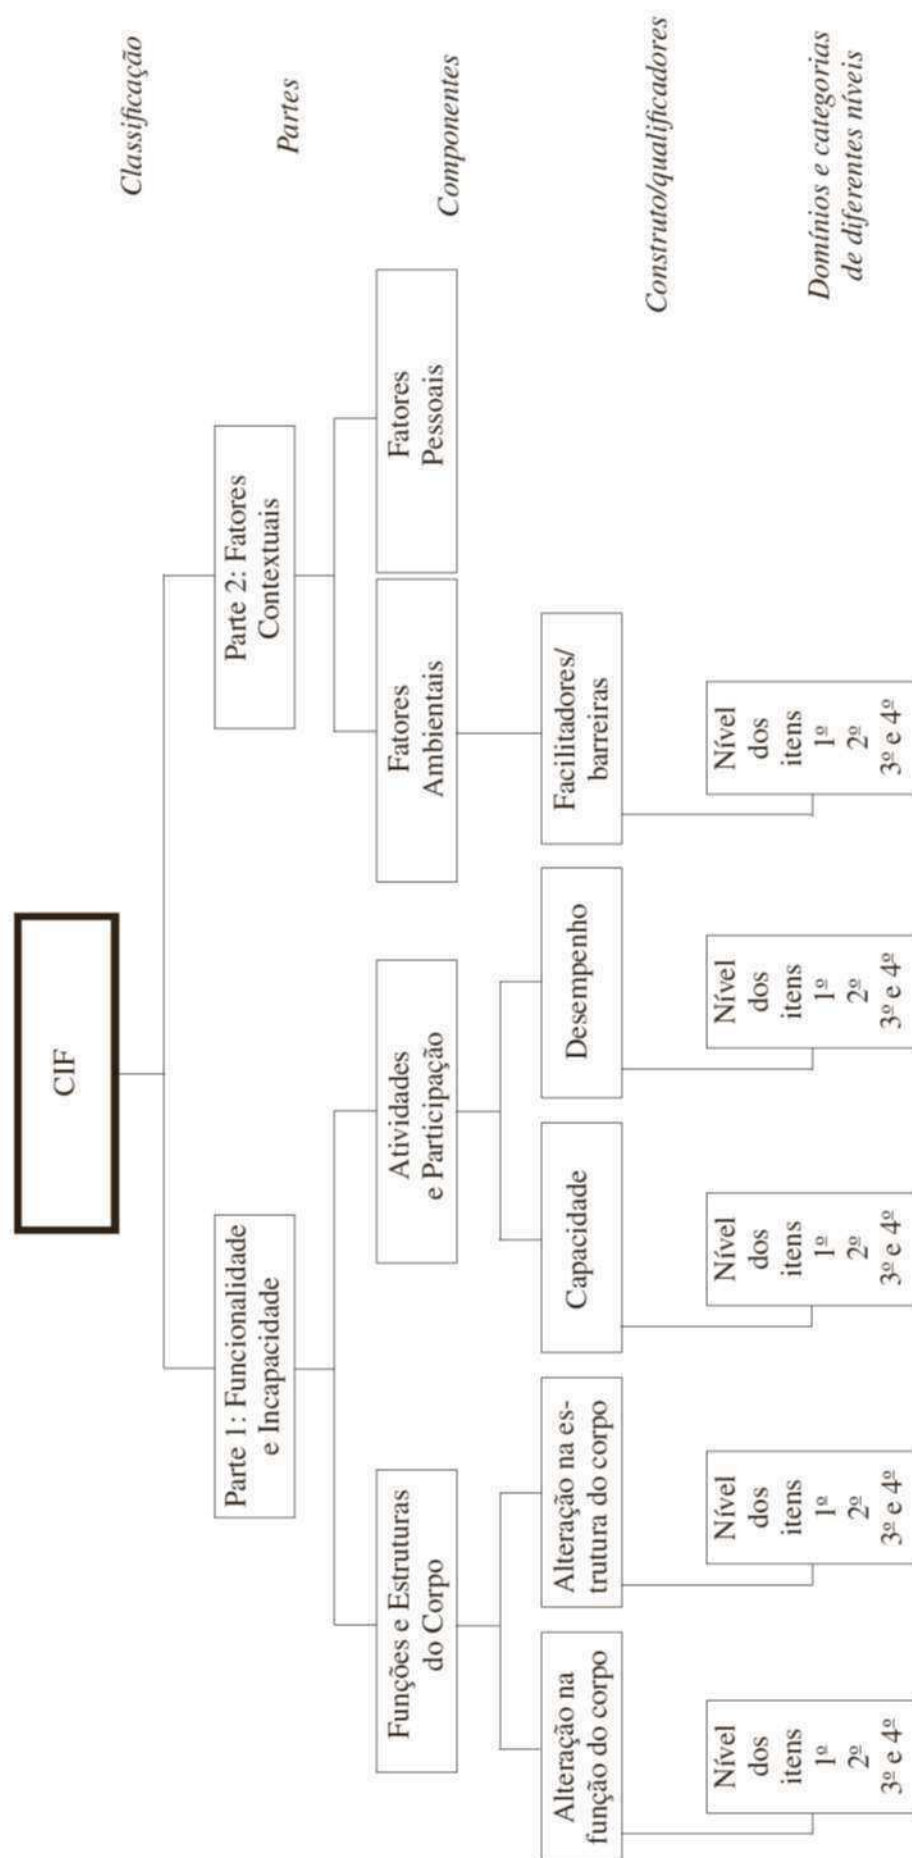 CIF
Classificação
Parte 1: Funcionalidade
e Incapacidade
Parte 2: Fatores
Contextuais
Partes
Funções e Estruturas
do Corpo
Atividades
e Participação
Fatores
Ambientais
Fatores
Pessoais
Componentes
Alteração na
função do corpo
Alteração na es-
trutura do corpo
Capacidade
Desempenho
Facilitadores/
barreiras
Construto/qualificadores
Nível
dos
itens
1º
2º
3º e 4º
Nível
dos
itens
1º
2º
3º e 4º
Nível
dos
itens
1º
2º
3º e 4º
Nível
dos
itens
1º
2º
3º e 4º
Nível
dos
itens
1º
2º
3º e 4º
Domínios e categorias
de diferentes níveis